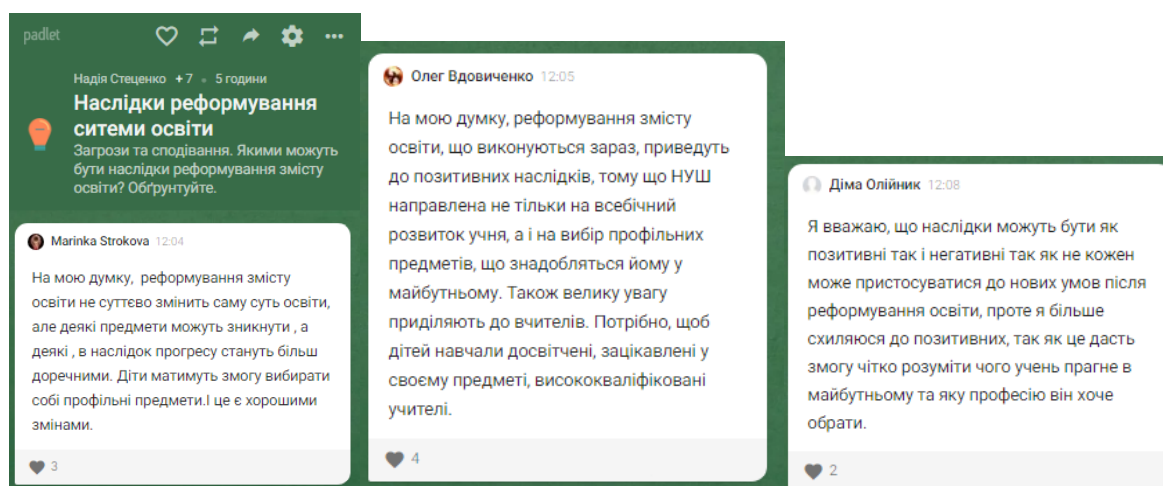 padlet
Надія Стеценко +7 • 5 години
Наслідки реформування
ситеми освіти
Загрози та сподівання. Якими можуть
бути наслідки реформування змісту
освіти? Обґрунтуйте.
Marinka Strokova 12:04
На мою думку, реформування змісту
освіти не суттєво змінить саму суть освіти,
але деякі предмети можуть зникнути , а
деякі , в наслідок прогресу стануть більш
доречними. Діти матимуть змогу вибирати
собі профільні предмети.І це є хорошими
змінами.
3
Олег Вдовиченко 12:05
На мою думку, реформування змісту
освіти, що виконуються зараз, приведуть
до позитивних наслідків, тому що НУШ
направлена не тільки на всебічний
розвиток учня, а і на вибір профільних
предметів, що знадобляться йому у
майбутньому. Також велику увагу
приділяють до вчителів. Потрібно, щоб
дітей навчали досвітчені, зацікавлені у
своєму предметі, висококваліфіковані
учителі.
4
Діма Олійник 12:08
Я вважаю, що наслідки можуть бути як
позитивні так і негативні так як не кожен
може пристосуватися до нових умов після
реформування освіти, проте я більше
схиляюся до позитивних, так як це дасть
змогу чітко розуміти чого учень прагне в
майбутньому та яку професію він хоче
обрати.
2